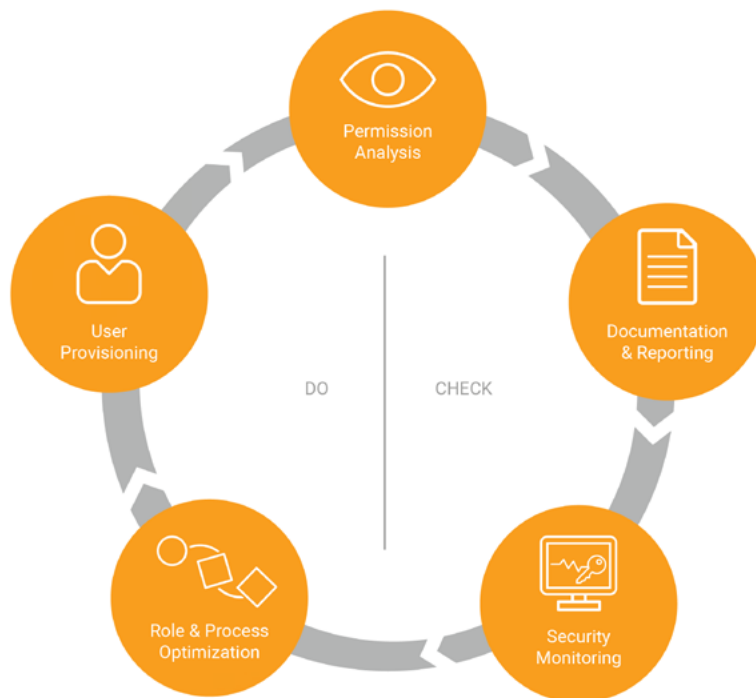 Permission
Analysis
Documentation
& Reporting
User
Provisioning
DO
CHECK
Role & Process
Optimization
Security
Monitoring